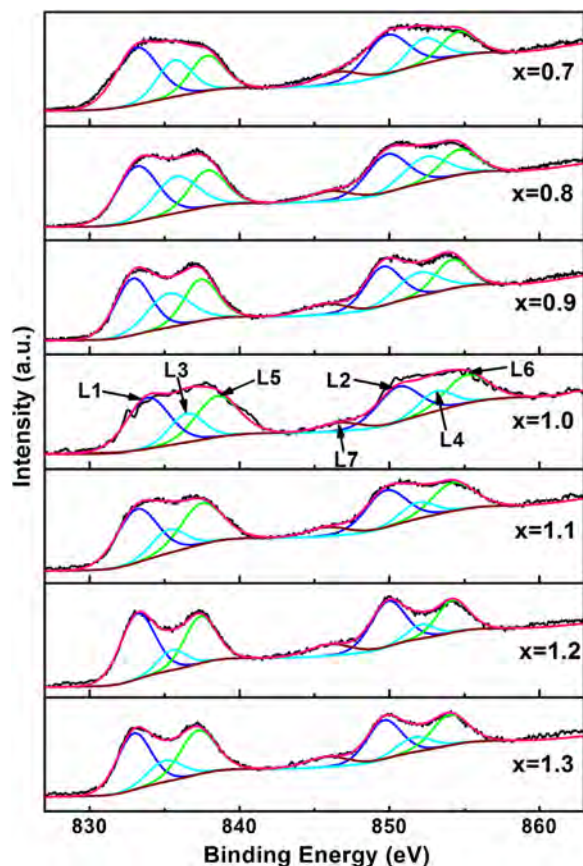 x=0.7
x=0.8
x=0.9
L1
L3
L5
L2
L6
L4
L7
x=1.0
x=1.1
x=1.2
x=1.3
Intensity (a.u.)
830
840
850
860
Binding Energy (eV)